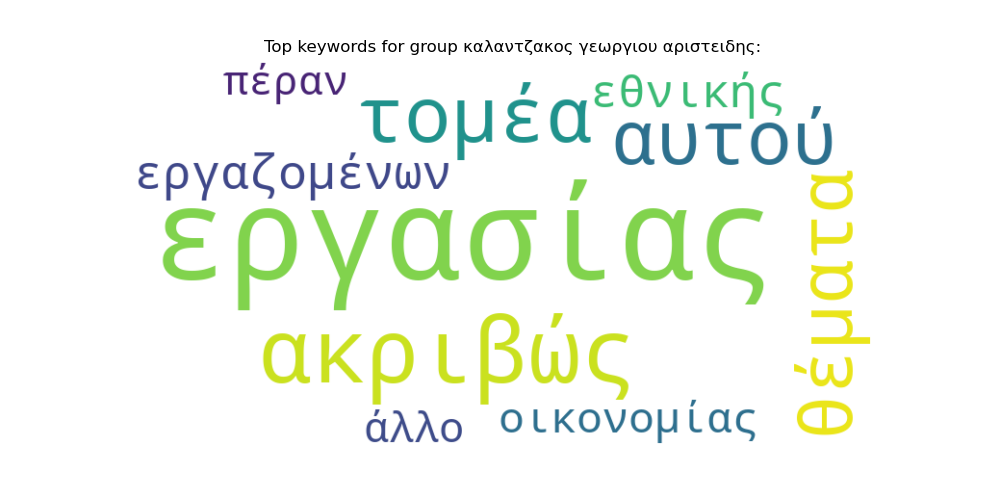 Top keywords for group καλαντζακος γεωργιου αριστειδης:
πέραν
τομέα
εθνικής
αυτού
εργαζομένων
εργασίας
θέματα
ακριβώς
άλλο
οικονομίας